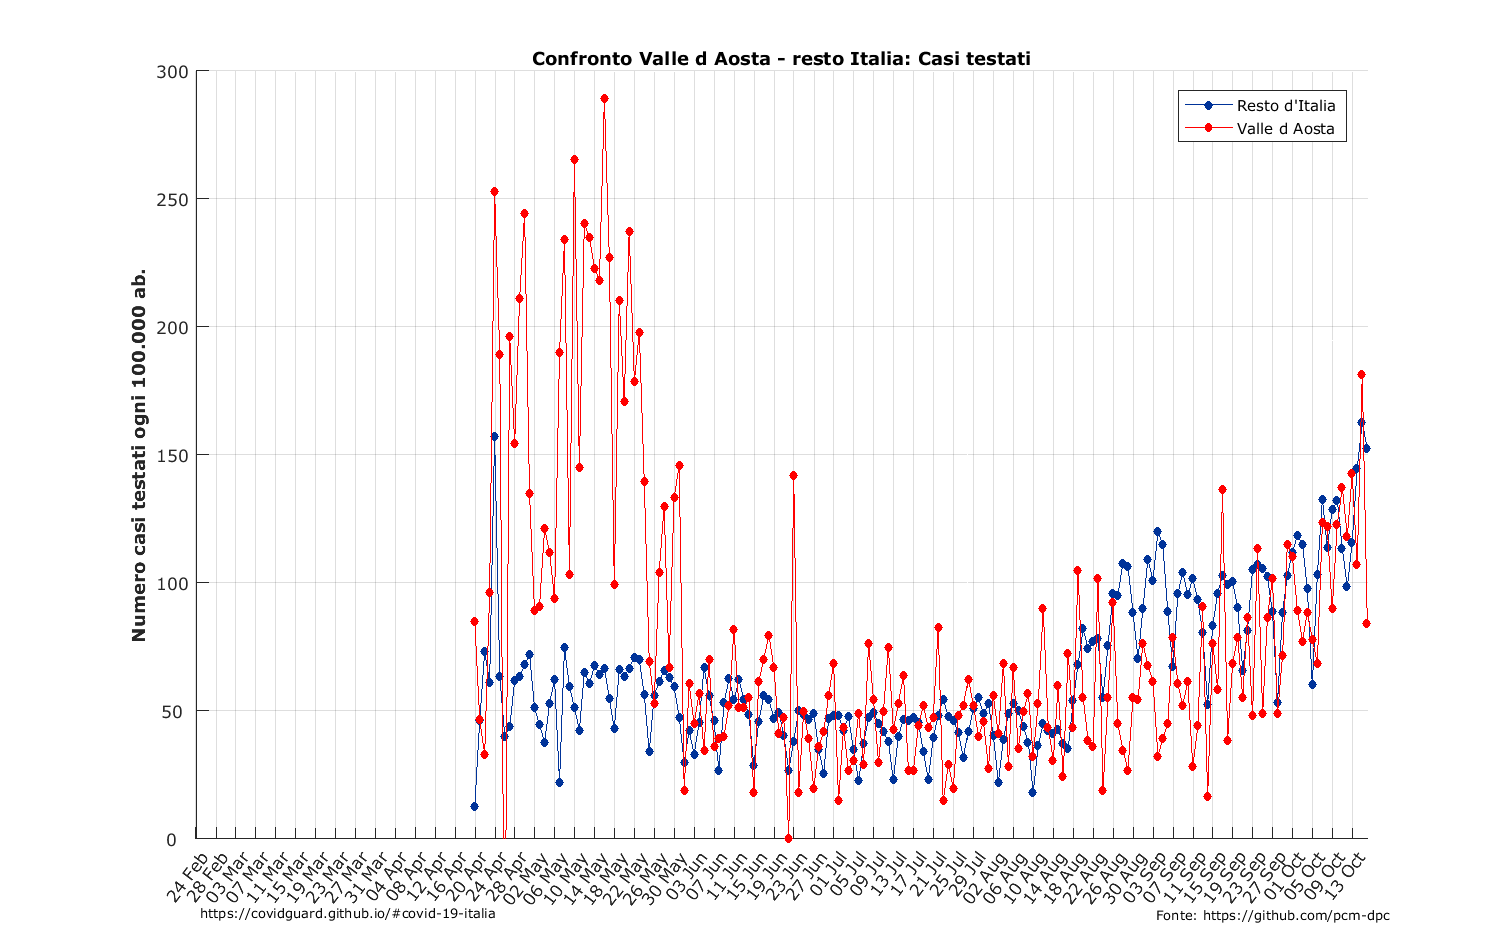 Confronto Valle d Aosta - resto Italia: Casi testati
Resto d'Italia
Valle d Aosta
Numero casi testati ogni 100.000 ab.
300
250
200
150
100
50
0
24 Feb
28 Feb
03 Mar
07 Mar
11 Mar
15 Mar
19 Mar
23 Mar
27 Mar
31 Mar
04 Apr
08 Apr
12 Apr
16 Apr
20 Apr
24 Apr
28 Apr
02 May
06 May
10 May
14 May
18 May
22 May
26 May
30 May
03 Jun
07 Jun
11 Jun
15 Jun
19 Jun
23 Jun
27 Jun
01 Jul
05 Jul
09 Jul
13 Jul
17 Jul
21 Jul
25 Jul
29 Jul
02 Aug
06 Aug
10 Aug
14 Aug
18 Aug
22 Aug
26 Aug
30 Aug
03 Sep
07 Sep
11 Sep
15 Sep
19 Sep
23 Sep
27 Sep
01 Oct
05 Oct
09 Oct
13 Oct
https://covidguard.github.io/#covid-19-italia
Fonte: https://github.com/pcm-dpc